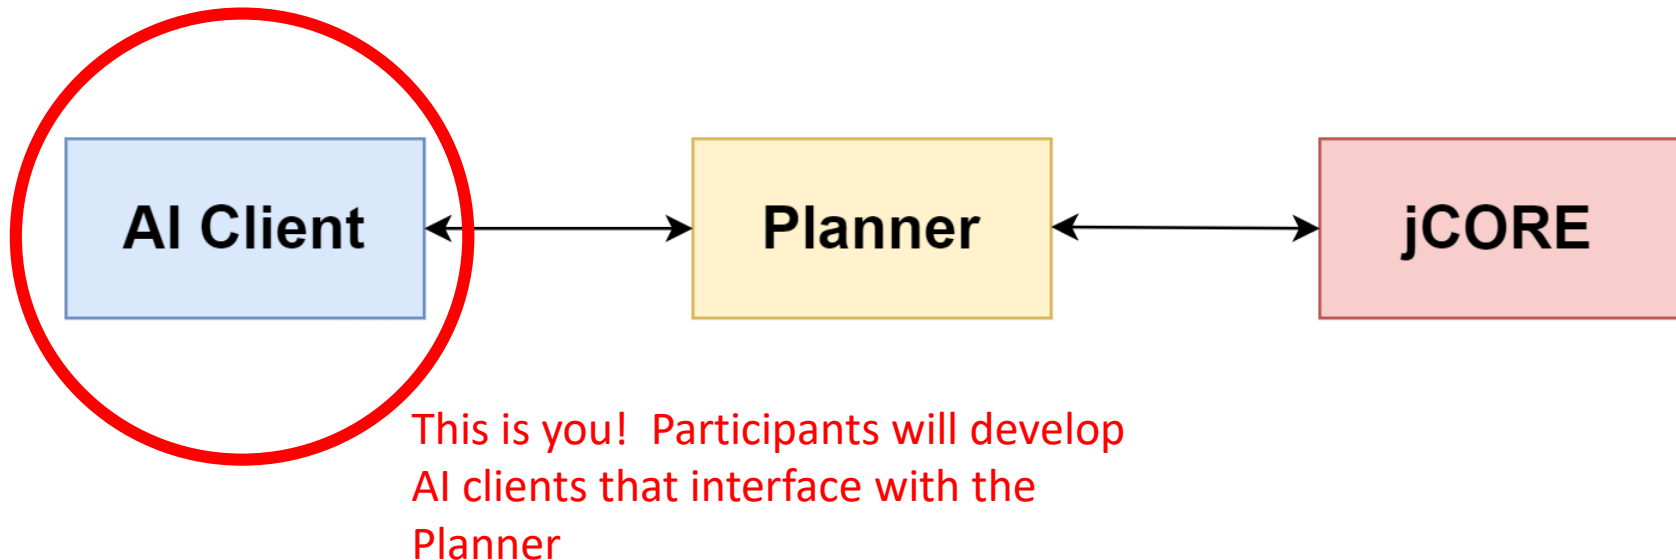 AI Client
Planner
jCORE
This is you!  Participants will develop
AI clients that interface with the
Planner